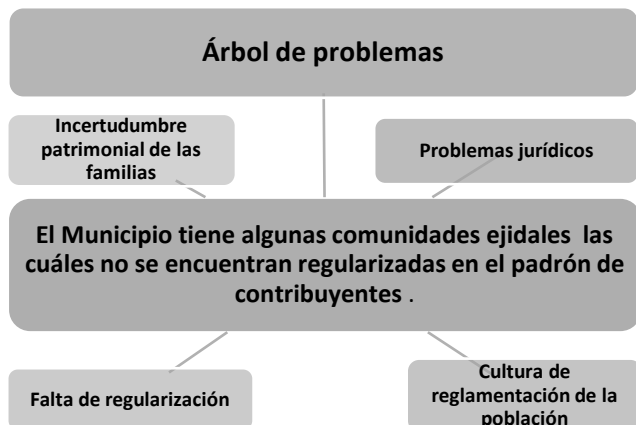 Árbol de problemas
Incertudumbre
patrimonial de las
familias
Problemas jurídicos
El Municipio tiene algunas comunidades ejidales las
cuáles no se encuentran regularizadas en el padrón de
contribuyentes .
Falta de regularización
Cultura de
reglamentación de la
población